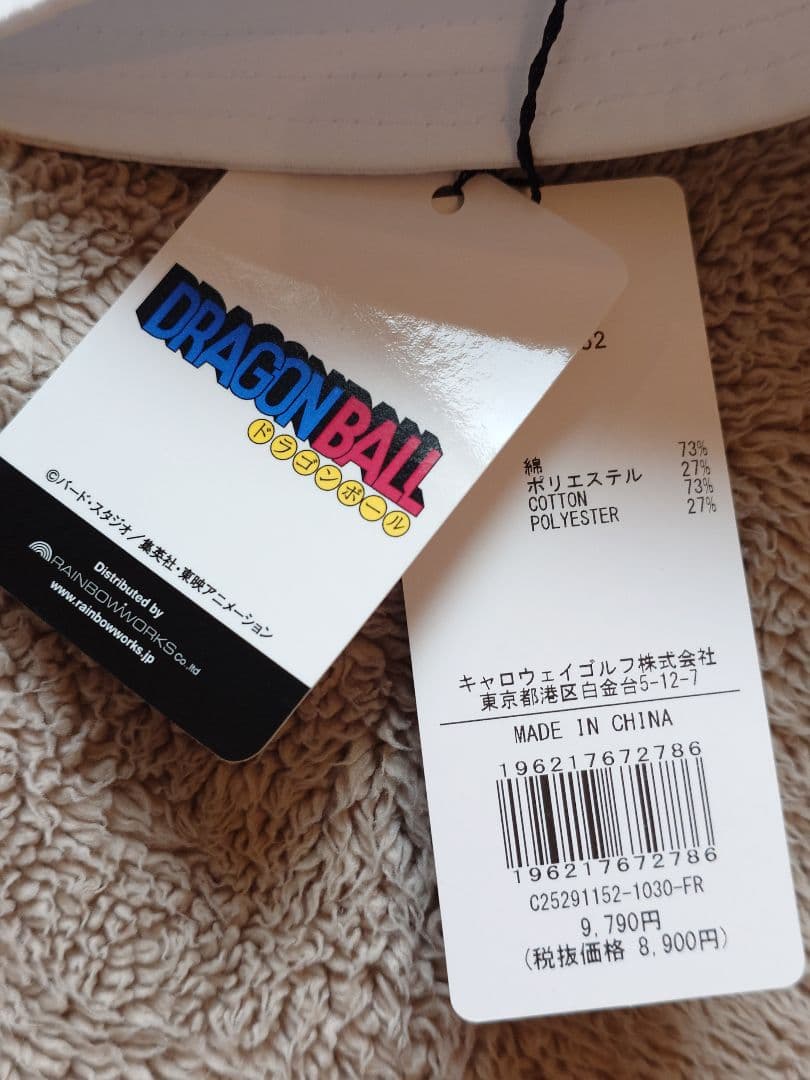 DRAGON BALL
ドラゴンボール
©バード・スタジオ/集英社・東映アニメーション
Distributed by
RAINBOWWORKS Co.,ltd
www.rainbowworks.jp
綿 73%
ポリエステル 27%
COTTON 73%
POLYESTER 27%
キャロウェイゴルフ株式会社
東京都港区白金台5-12-7
MADE IN CHINA
196217672786
196217672786
C25291152-1030-FR
9,790円
(税抜価格 8,900円)